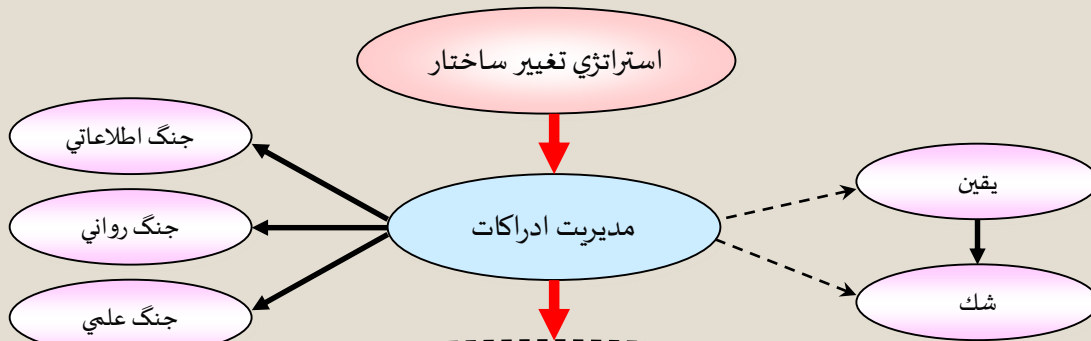 استراتژي تغيير ساختار
جنگ اطلاعاتي
يقين
مديريت ادراكات
جنگ رواني
شك
جنگ علمي